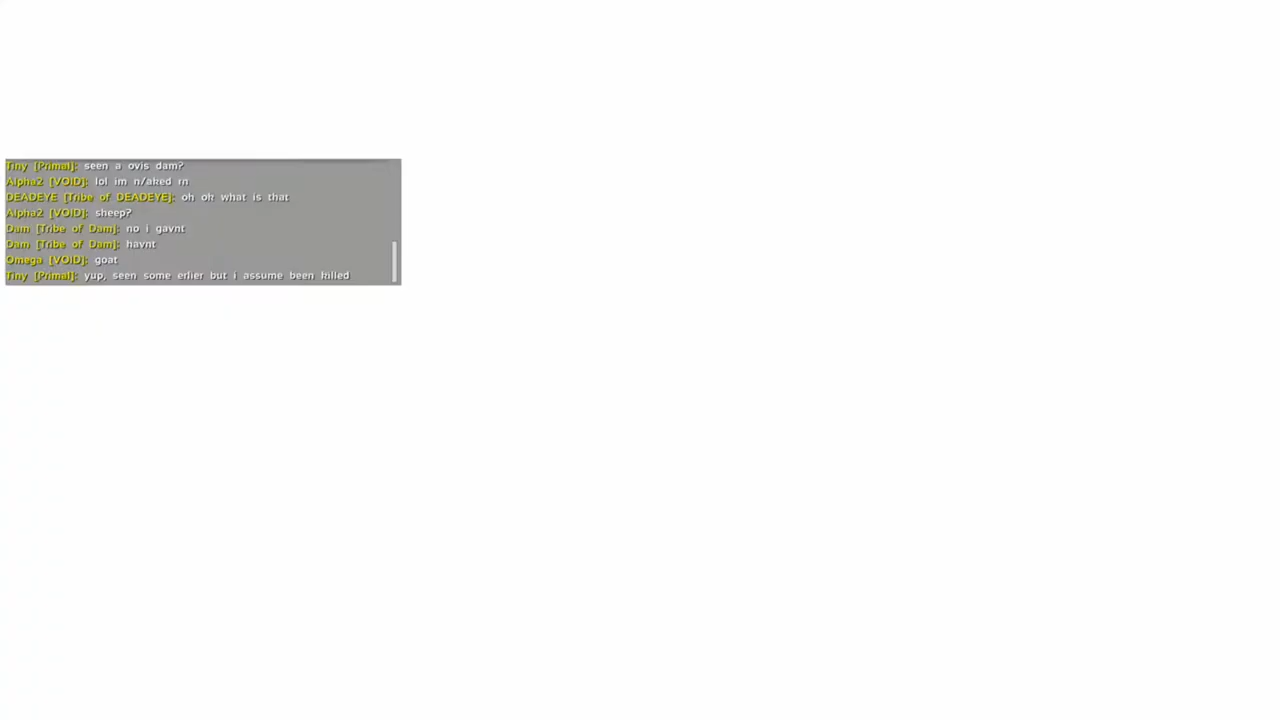 Tiny [Primal]: seen a ovis dam?
Alpha2 [VOID]: lol im n/aked rn
DEADEYE [Tribe of DEADEYE]: oh ok what is that
Alpha2 [VOID]: sheep?
Dam [Tribe of Dam]: no i gavnt
Dam [Tribe of Dam]: havnt
Omega [VOID]: goat
Tiny [Primal]: yup, seen some erlier but i assume been killed